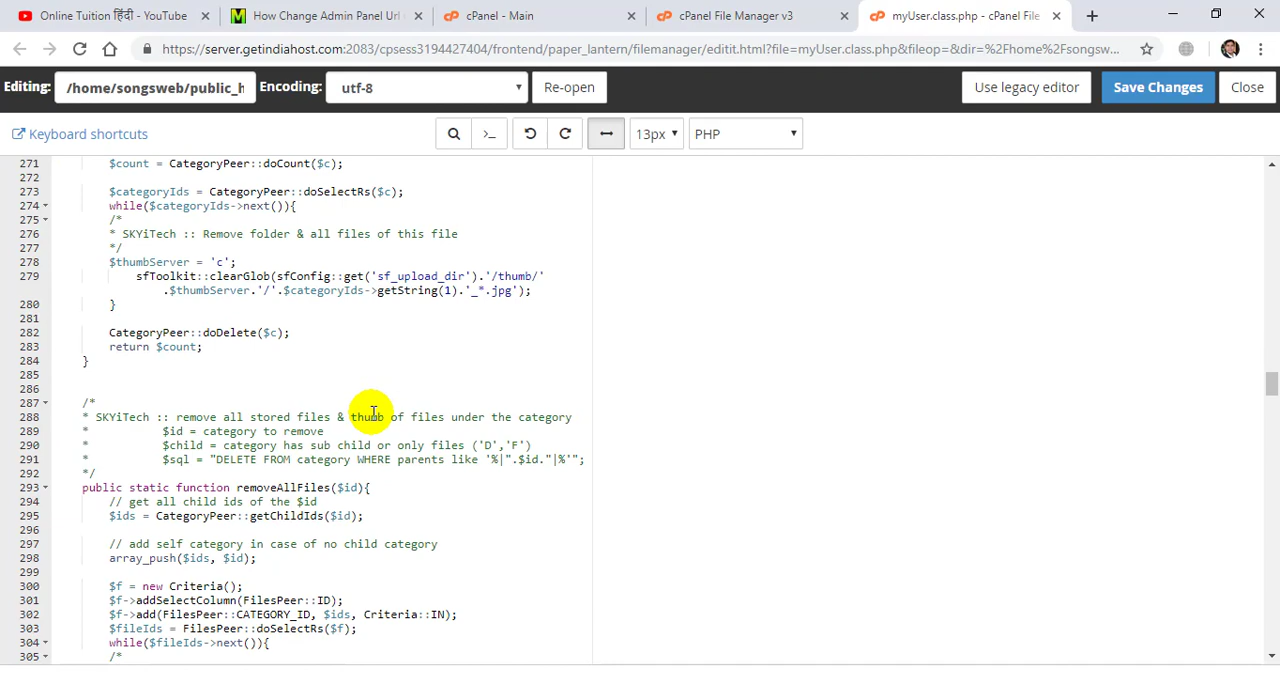 Online Tuition हिंदी - YouTube
How Change Admin Panel Url
cPanel - Main
cPanel File Manager v3
myUser.class.php - cPanel File
https://server.getindiahost.com:2083/cpsess3194427404/frontend/paper_lantern/filemanager/editit.html?file=myUser.class.php&fileop=&dir=%2Fhome%2Fsongsw...
Editing: /home/songsweb/public_h Encoding: utf-8 Re-open Use legacy editor Save Changes Close
Keyboard shortcuts 13px PHP
271 $count = CategoryPeer::doCount($c);
272
273 $categoryIds = CategoryPeer::doSelectRs($c);
274 while($categoryIds->next()){
275 /*
276 * SKYiTech :: Remove folder & all files of this file
277 */
278 $thumbServer = 'c';
279 sfToolkit::clearGlob(sfConfig::get('sf_upload_dir').'/thumb/'
.$thumbServer.'/'.$categoryIds->getString(1).'_*.jpg');
280 }
281
282 CategoryPeer::doDelete($c);
283 return $count;
284 }
285
286
287 /*
288 * SKYiTech :: remove all stored files & thumb of files under the category
289 * $id = category to remove
290 * $child = category has sub child or only files ('D','F')
291 * $sql = "DELETE FROM category WHERE parents like '%|".$id."|%'";
292 */
293 public static function removeAllFiles($id){
294 // get all child ids of the $id
295 $ids = CategoryPeer::getChildIds($id);
296
297 // add self category in case of no child category
298 array_push($ids, $id);
299
300 $f = new Criteria();
301 $f->addSelectColumn(FilesPeer::ID);
302 $f->add(FilesPeer::CATEGORY_ID, $ids, Criteria::IN);
303 $fileIds = FilesPeer::doSelectRs($f);
304 while($fileIds->next()){
305 /*